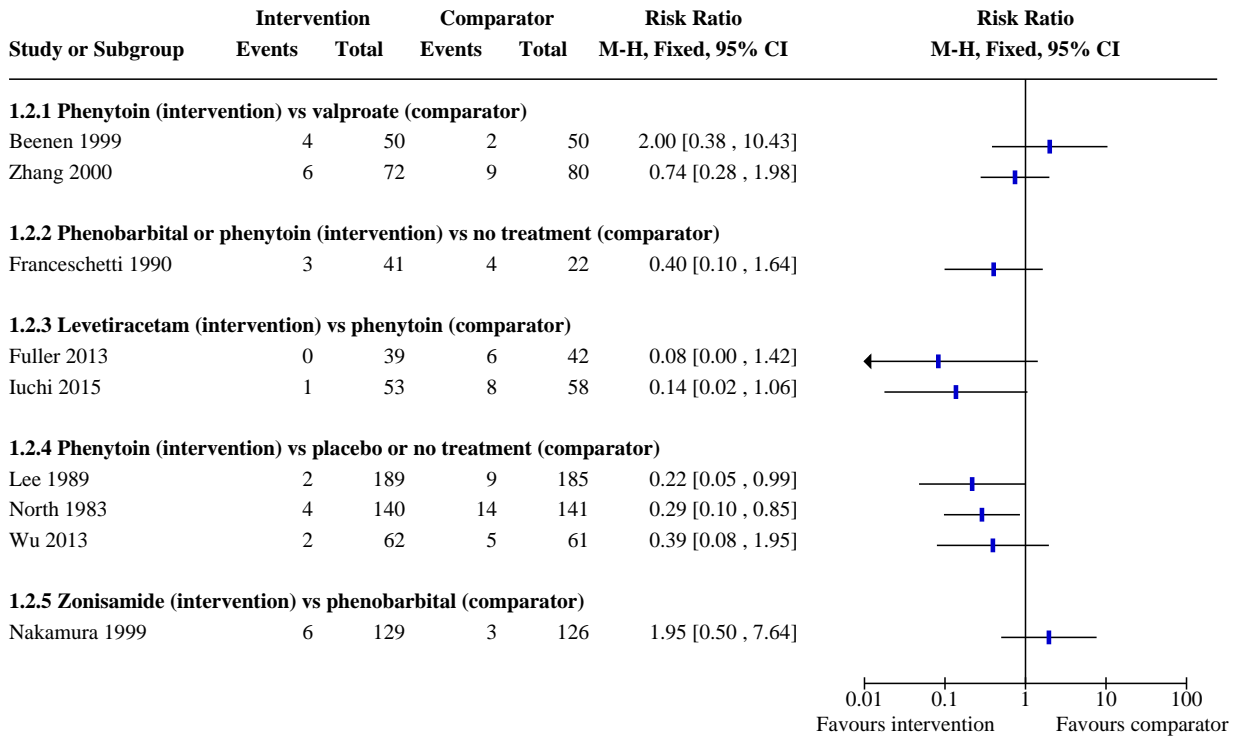 Intervention Comparator Risk Ratio Risk Ratio
Study or Subgroup Events Total Events Total M-H, Fixed, 95% CI M-H, Fixed, 95% CI
1.2.1 Phenytoin (intervention) vs valproate (comparator)
Beenen 1999 4 50 2 50 2.00 [0.38 , 10.43]
Zhang 2000 6 72 9 80 0.74 [0.28 , 1.98]
1.2.2 Phenobarbital or phenytoin (intervention) vs no treatment (comparator)
Franceschetti 1990 3 41 4 22 0.40 [0.10 , 1.64]
1.2.3 Levetiracetam (intervention) vs phenytoin (comparator)
Fuller 2013 0 39 6 42 0.08 [0.00 , 1.42]
Iuchi 2015 1 53 8 58 0.14 [0.02 , 1.06]
1.2.4 Phenytoin (intervention) vs placebo or no treatment (comparator)
Lee 1989 2 189 9 185 0.22 [0.05 , 0.99]
North 1983 4 140 14 141 0.29 [0.10 , 0.85]
Wu 2013 2 62 5 61 0.39 [0.08 , 1.95]
1.2.5 Zonisamide (intervention) vs phenobarbital (comparator)
Nakamura 1999 6 129 3 126 1.95 [0.50 , 7.64]
0.01 0.1 1 10 100
Favours intervention Favours comparator